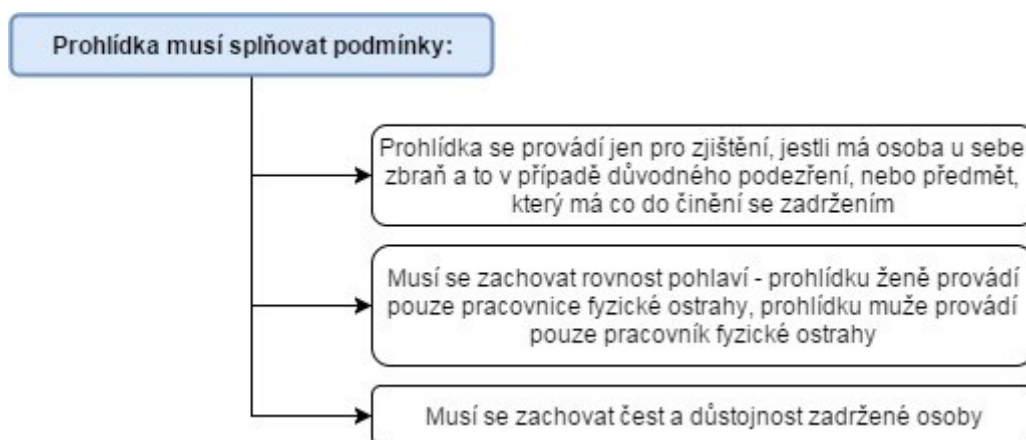 Prohlídka musí splňovat podmínky:
Prohlídka se provádí jen pro zjištění, jestli má osoba u sebe
zbraň a to v případě důvodného podezření, nebo předmět,
který má co do činění se zadržením
Musí se zachovat rovnost pohlaví - prohlídku ženě provádí
pouze pracovnice fyzické ostrahy, prohlídku muže provádí
pouze pracovník fyzické ostrahy
Musí se zachovat čest a důstojnost zadržené osoby